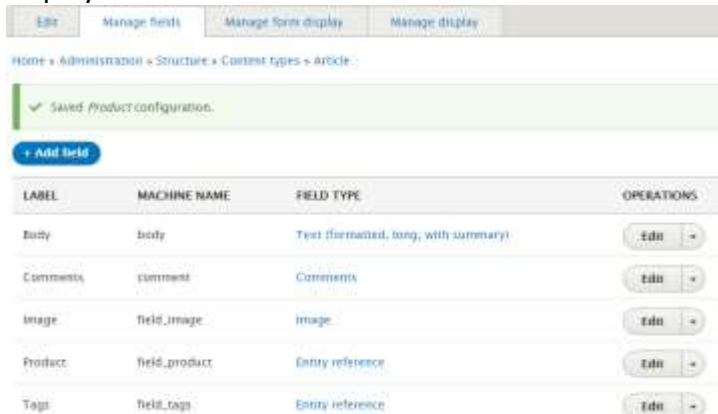 Edit Manage fields Manage form display Manage display
Home » Administration » Structure » Content types » Article
✓ Saved Product configuration.
+ Add field
LABEL MACHINE NAME FIELD TYPE OPERATIONS
Body body Text (formatted, long, with summary) Edit
Comments comment Comments Edit
Image field_image Image Edit
Product field_product Entity reference Edit
Tags field_tags Entity reference Edit